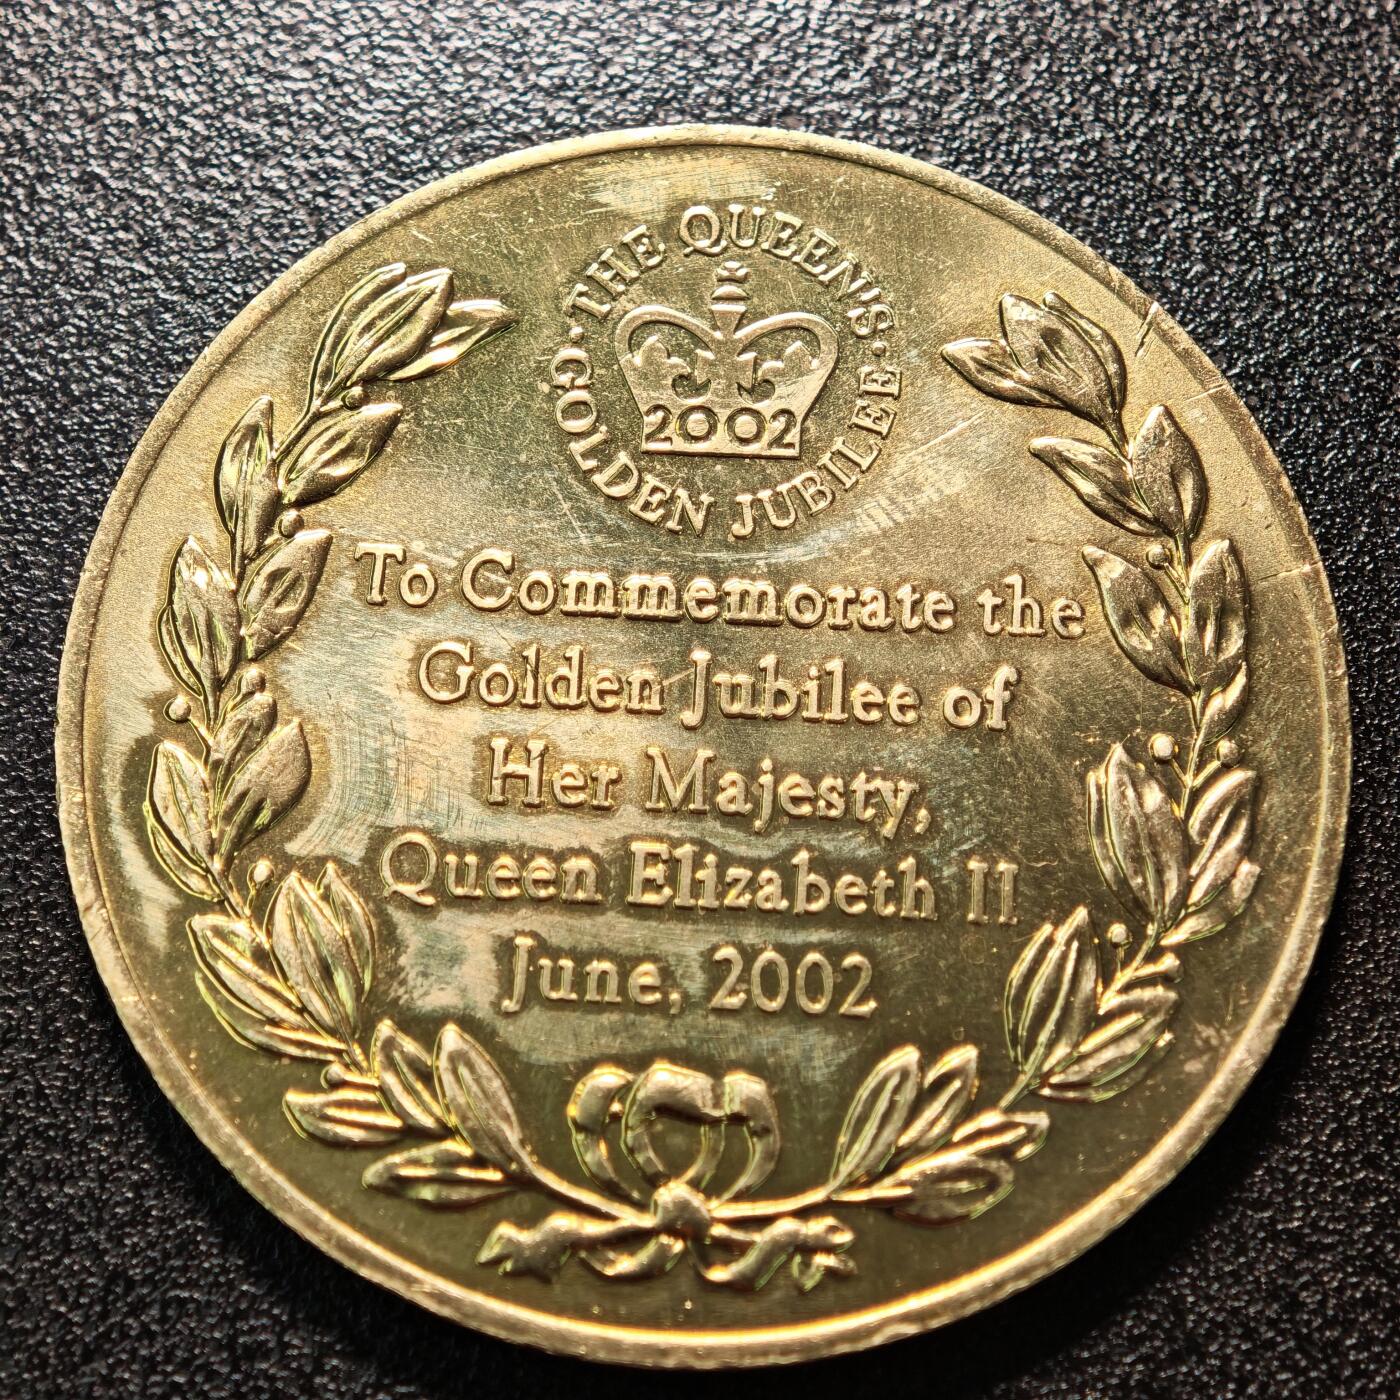 THE QUEEN'S
GOLDEN JUBILEE
2002
To Commemorate the
Golden Jubilee of
Her Majesty,
Queen Elizabeth II
June, 2002